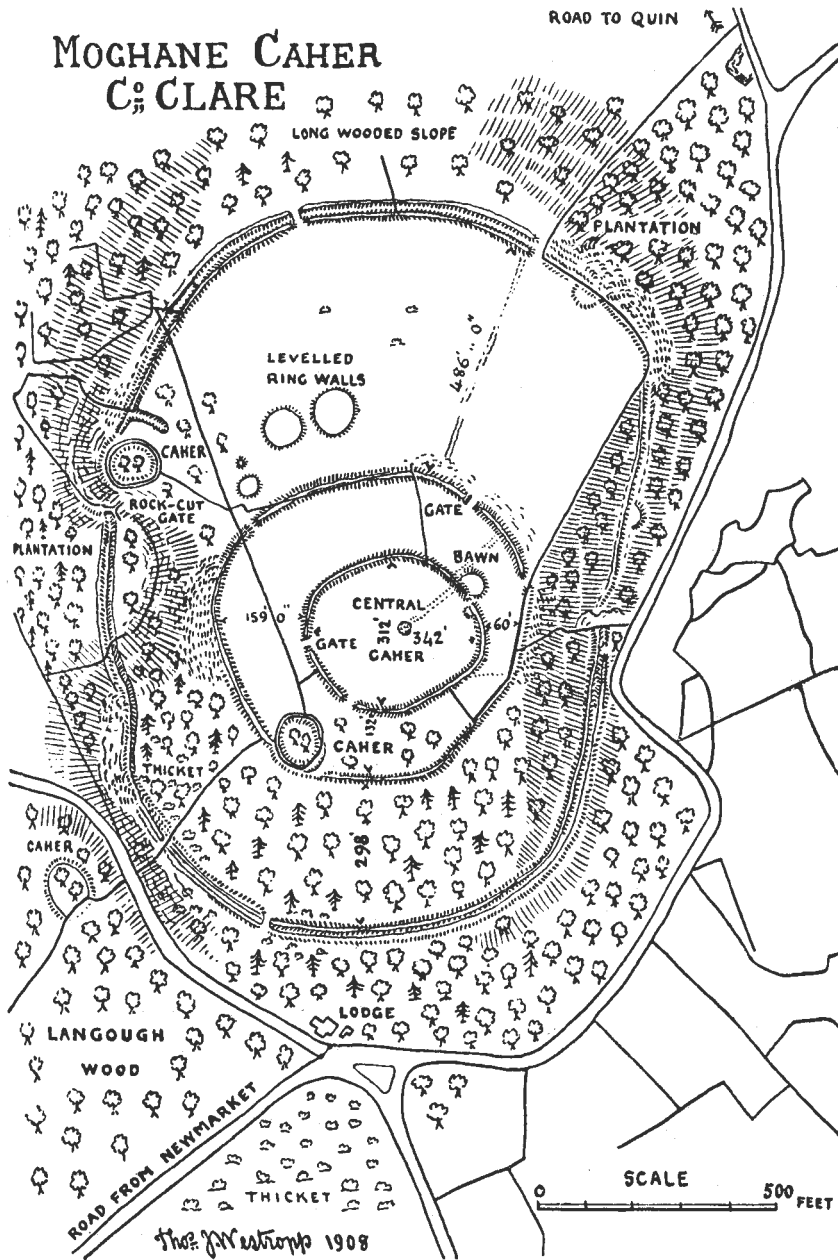 ROAD TO QUIN
MOGHANE CAHER
Co,, CLARE
LONG WOODED SLOPE
PLANTATION
486'..0"
LEVELLED
RING WALLS
CAHER
ROCK-CUT
GATE
GATE
PLANTATION
BAWN
CENTRAL
159 0"
312'
342'
60'
GATE
CAHER
132'
CAHER
THICKET
298'
CAHER
LODGE
LANGOUGH
WOOD
ROAD FROM NEWMARKET
THICKET
SCALE
0 500 FEET
Thos. J Westropp 1908